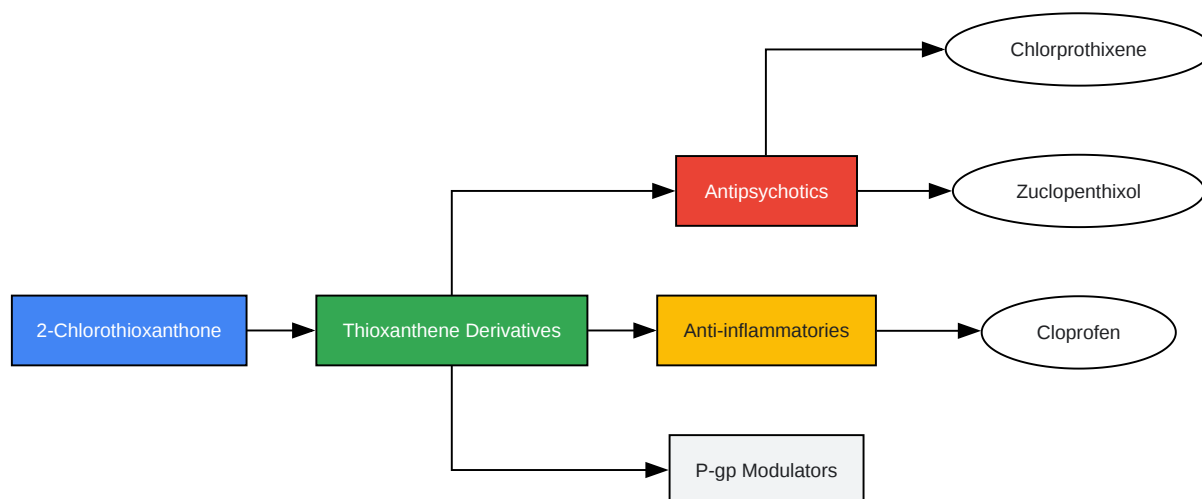 Chlorprothixene
Antipsychotics
Zuclopenthixol
2-Chlorothioxanthone
Thioxanthene Derivatives
Anti-inflammatories
Cloprofen
P-gp Modulators